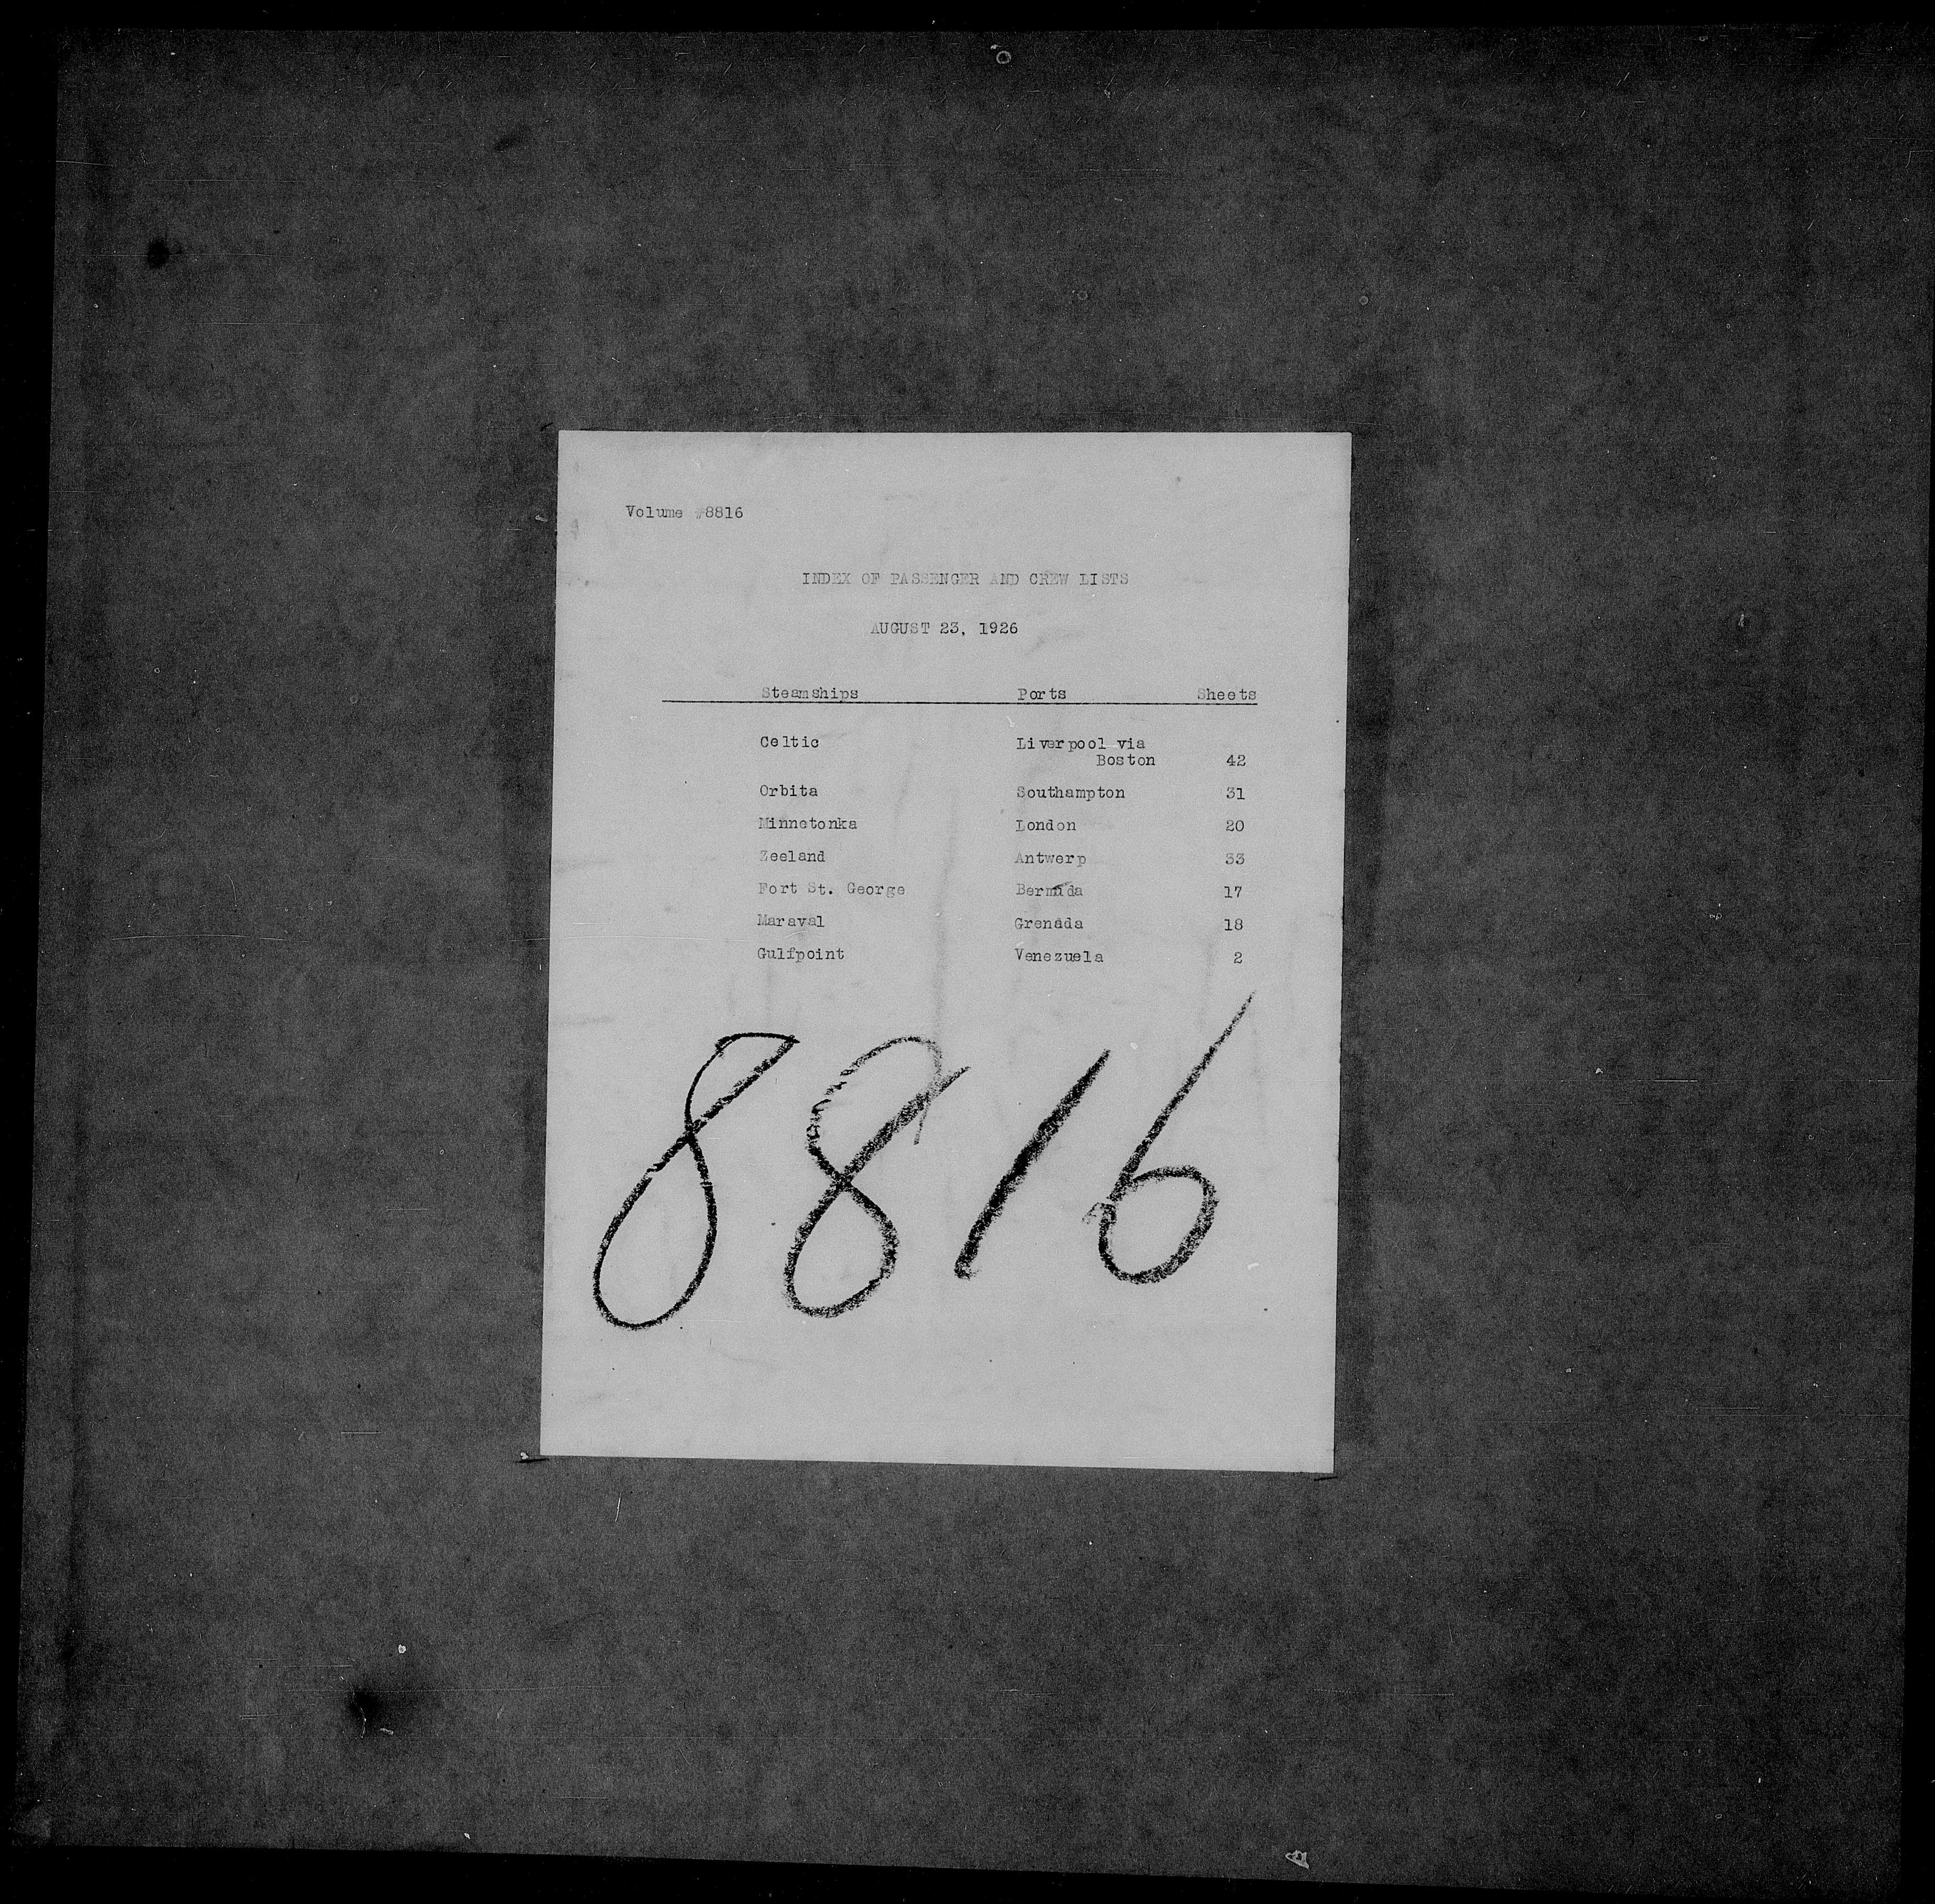 Volume #8816
INDEX OF PASSENGER AND CREW LISTS
AUGUST 23, 1926
Steamships Ports Sheets
Celtic Liverpool via
Boston 42
Orbita Southampton 31
Minnetonka London 20
Zeeland Antwerp 33
Fort St. George Bermuda 17
Maraval Grenada 18
Gulfpoint Venezuela 2
8816